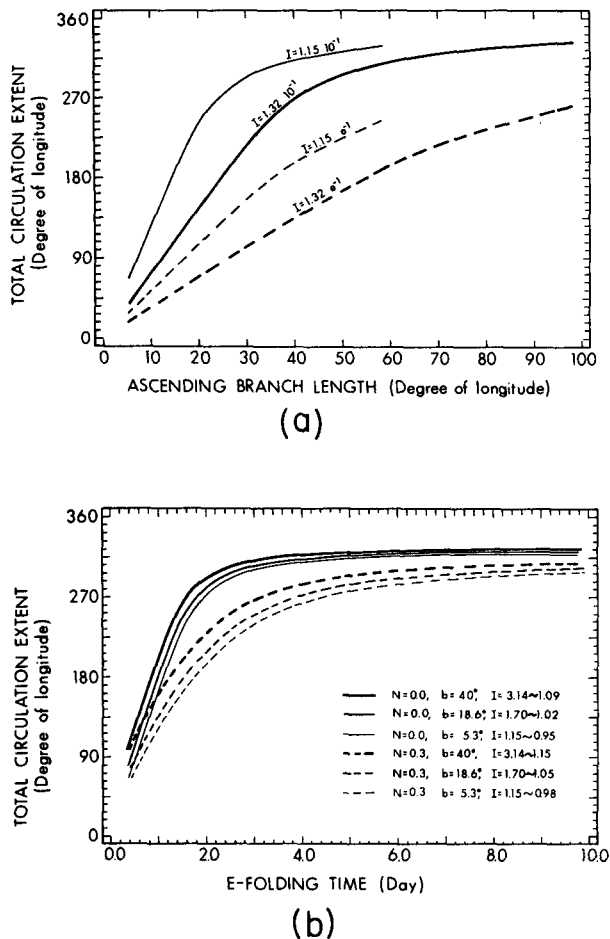 360
270
180
90
0
TOTAL CIRCULATION EXTENT
(Degree of longitude)
I=1.15 10⁻¹
I=1.32 10⁻¹
I=1.15 e⁻¹
I=1.32 e⁻¹
0 10 20 30 40 50 60 70 80 90 100
ASCENDING BRANCH LENGTH (Degree of longitude)
(a)
360
270
180
90
0
TOTAL CIRCULATION EXTENT
(Degree of longitude)
N=0.0, b= 40°, I= 3.14~1.09
N=0.0, b= 18.6°, I= 1.70~1.02
N=0.0, b= 5.3°, I= 1.15~0.95
N=0.3, b= 40°, I= 3.14~1.15
N=0.3, b= 18.6° I= 1.70~1.05
N=0.3 b= 5.3°, I= 1.15~0.98
0.0 2.0 4.0 6.0 8.0 10.0
E-FOLDING TIME (Day)
(b)